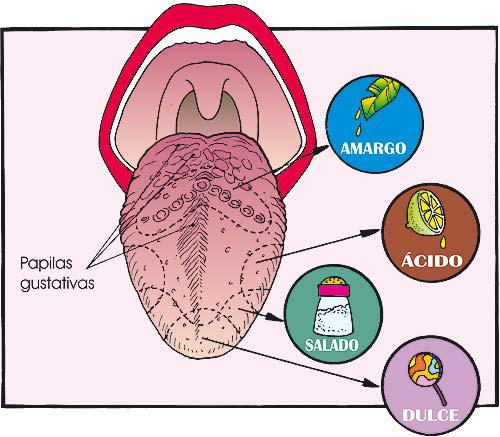 AMARGO
ÁCIDO
Papilas
gustativas
SALADO
DULCE